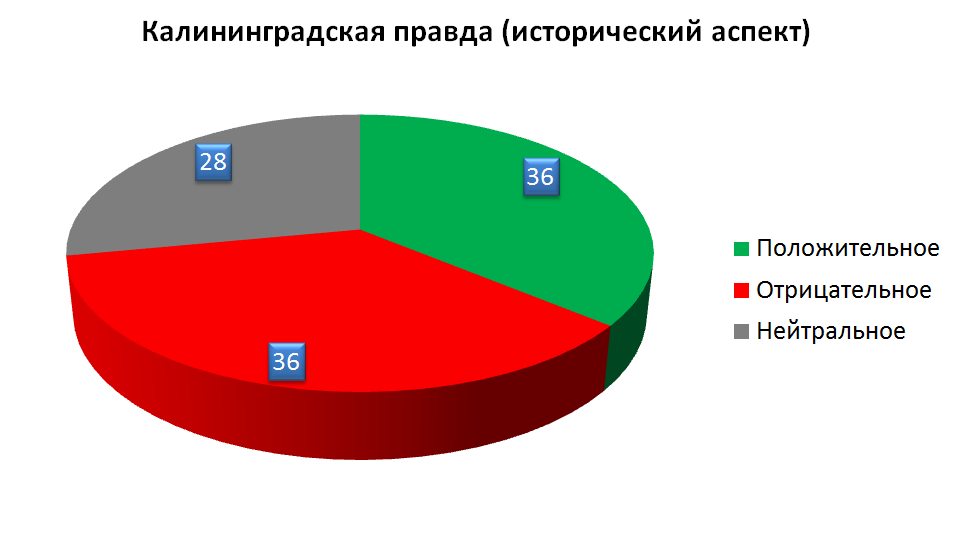 Калининградская правда (исторический аспект)
28
36
36
Положительное
Отрицательное
Нейтральное